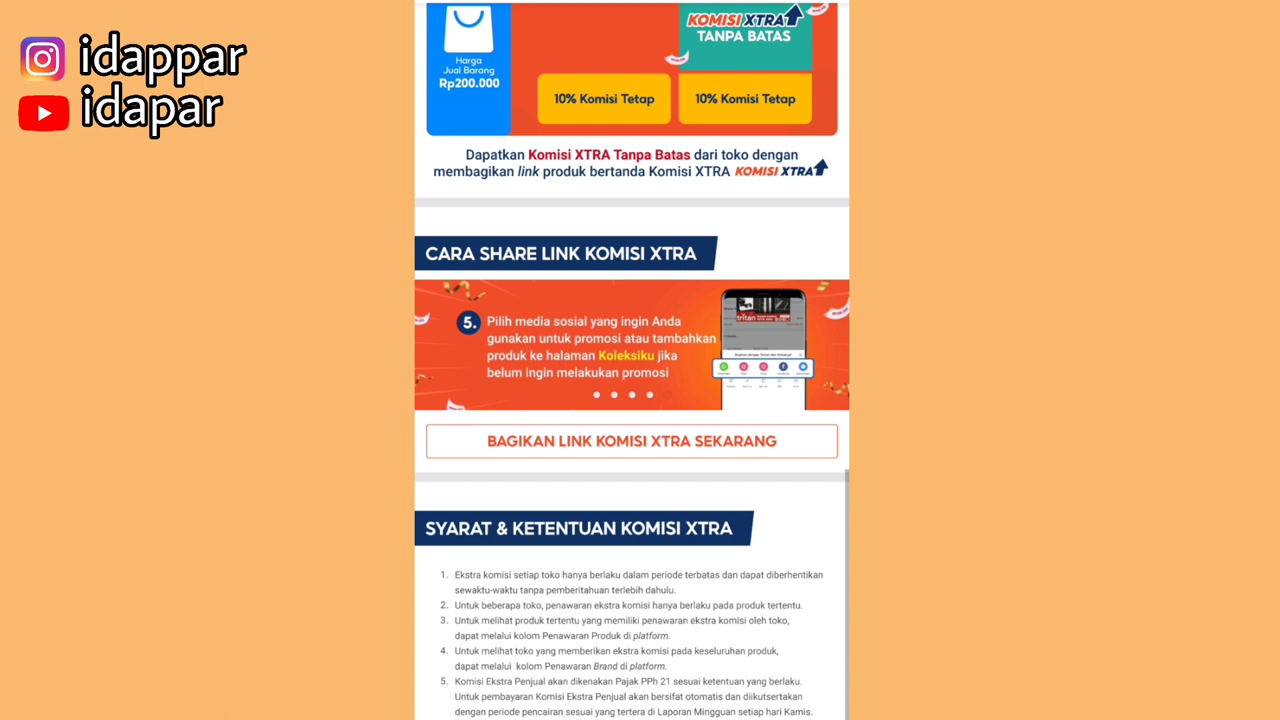 idappar
idapar
KOMISI XTRA
TANPA BATAS
Harga
Jual Barang
Rp200.000
10% Komisi Tetap
10% Komisi Tetap
Dapatkan Komisi XTRA Tanpa Batas dari toko dengan
membagikan link produk bertanda Komisi XTRA KOMISI XTRA
CARA SHARE LINK KOMISI XTRA
5. Pilih media sosial yang ingin Anda
gunakan untuk promosi atau tambahkan
produk ke halaman Koleksiku jika
belum ingin melakukan promosi
tritan
BAGIKAN LINK KOMISI XTRA SEKARANG
SYARAT & KETENTUAN KOMISI XTRA
1. Ekstra komisi setiap toko hanya berlaku dalam periode terbatas dan dapat diberhentikan
sewaktu-waktu tanpa pemberitahuan terlebih dahulu.
2. Untuk beberapa toko, penawaran ekstra komisi hanya berlaku pada produk tertentu.
3. Untuk melihat produk tertentu yang memiliki penawaran ekstra komisi oleh toko,
dapat melalui kolom Penawaran Produk di platform.
4. Untuk melihat toko yang memberikan ekstra komisi pada keseluruhan produk,
dapat melalui kolom Penawaran Brand di platform.
5. Komisi Ekstra Penjual akan dikenakan Pajak PPh 21 sesuai ketentuan yang berlaku.
Untuk pembayaran Komisi Ekstra Penjual akan bersifat otomatis dan diikutsertakan
dengan periode pencairan sesuai yang tertera di Laporan Mingguan setiap hari Kamis.